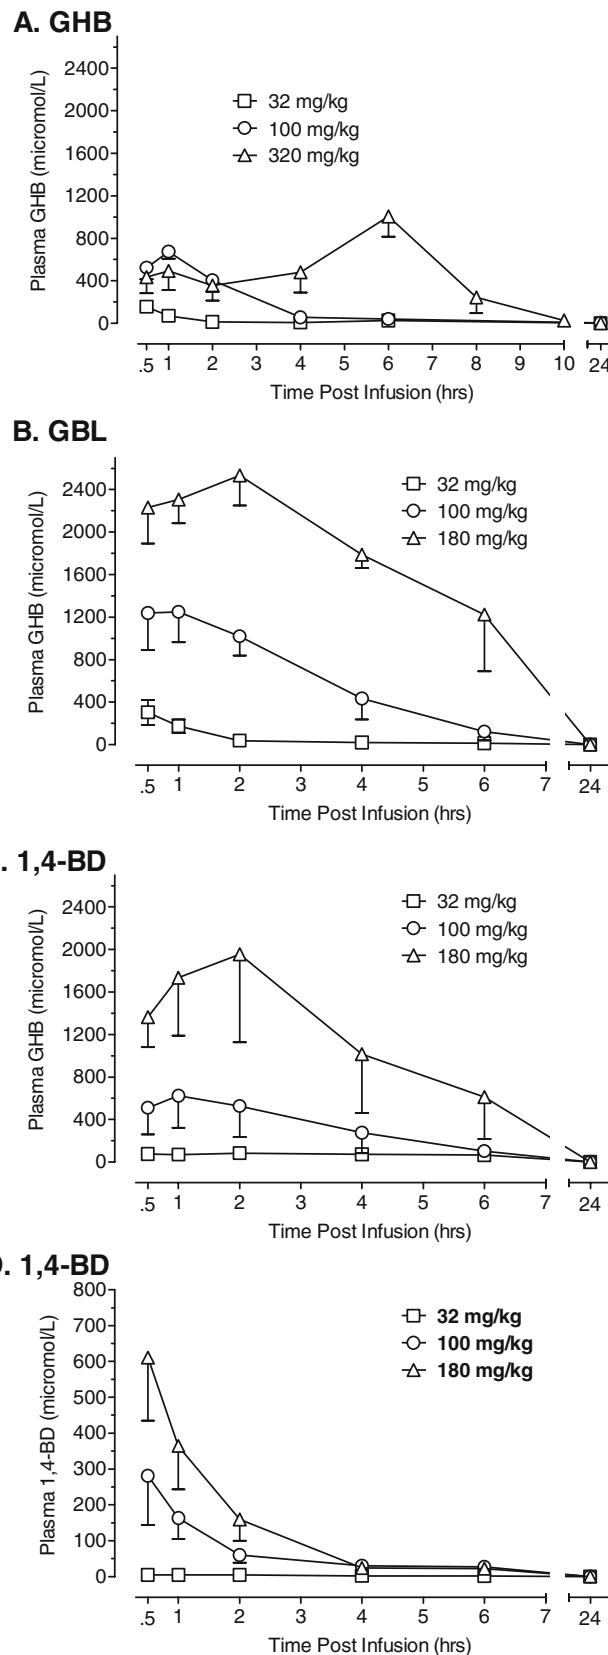 A. GHB
2400
2000
1600
1200
800
400
0
Plasma GHB (micromol/L)
32 mg/kg
100 mg/kg
320 mg/kg
.5 1 2 3 4 5 6 7 8 9 10 24
Time Post Infusion (hrs)
B. GBL
2400
2000
1600
1200
800
400
0
Plasma GHB (micromol/L)
32 mg/kg
100 mg/kg
180 mg/kg
.5 1 2 3 4 5 6 7 24
Time Post Infusion (hrs)
. 1,4-BD
2400
2000
1600
1200
800
400
0
Plasma GHB (micromol/L)
32 mg/kg
100 mg/kg
180 mg/kg
.5 1 2 3 4 5 6 7 24
Time Post Infusion (hrs)
. 1,4-BD
800
700
600
500
400
300
200
100
0
Plasma 1,4-BD (micromol/L)
32 mg/kg
100 mg/kg
180 mg/kg
.5 1 2 3 4 5 6 7 24
Time Post Infusion (hrs)